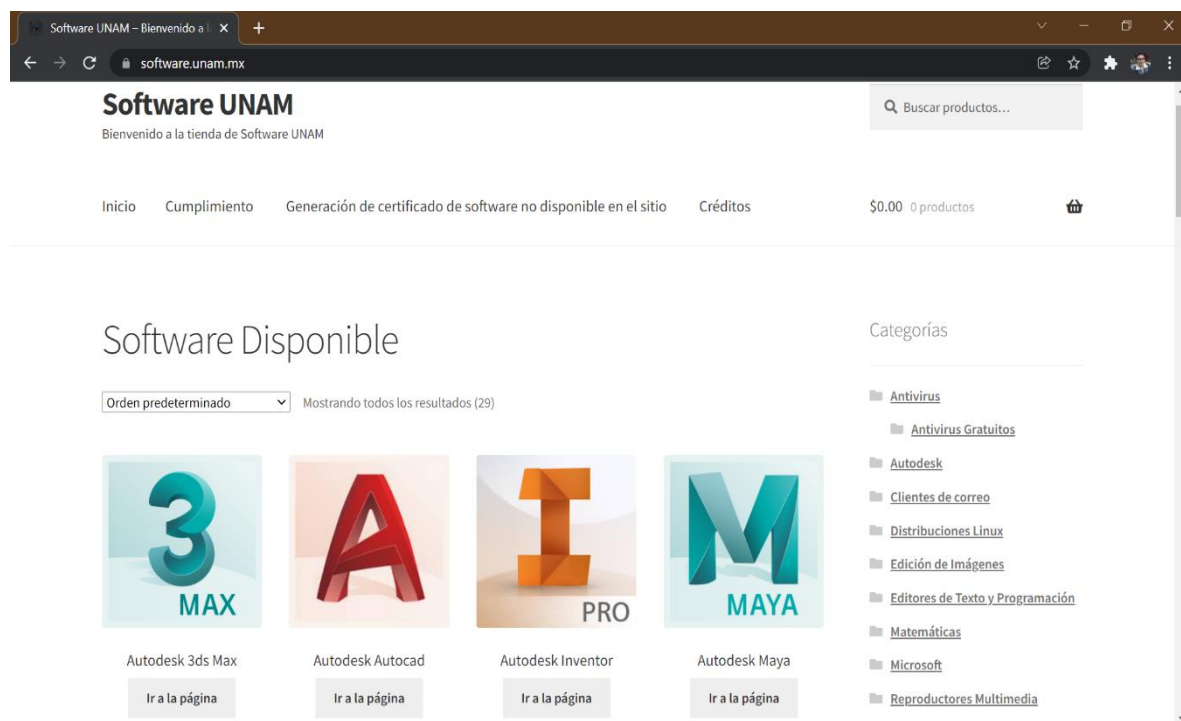 Software UNAM – Bienvenido a l
software.unam.mx
Software UNAM
Bienvenido a la tienda de Software UNAM
Buscar productos...
Inicio Cumplimiento Generación de certificado de software no disponible en el sitio Créditos
$0.00 0 productos
Software Disponible
Orden predeterminado Mostrando todos los resultados (29)
3 MAX
A
I PRO
M MAYA
Autodesk 3ds Max Autodesk Autocad Autodesk Inventor Autodesk Maya
Ir a la página Ir a la página Ir a la página Ir a la página
Categorías
Antivirus
Antivirus Gratuitos
Autodesk
Clientes de correo
Distribuciones Linux
Edición de Imágenes
Editores de Texto y Programación
Matemáticas
Microsoft
Reproductores Multimedia